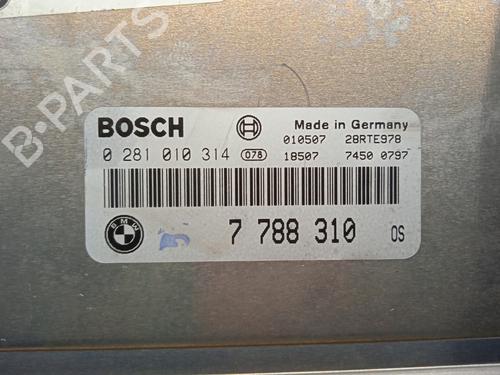 BOSCH
Made in Germany
010507 28RTE978
0 281 010 314 076 18507 7450 0797
BMW
7 788 310 OS
B-PARTS